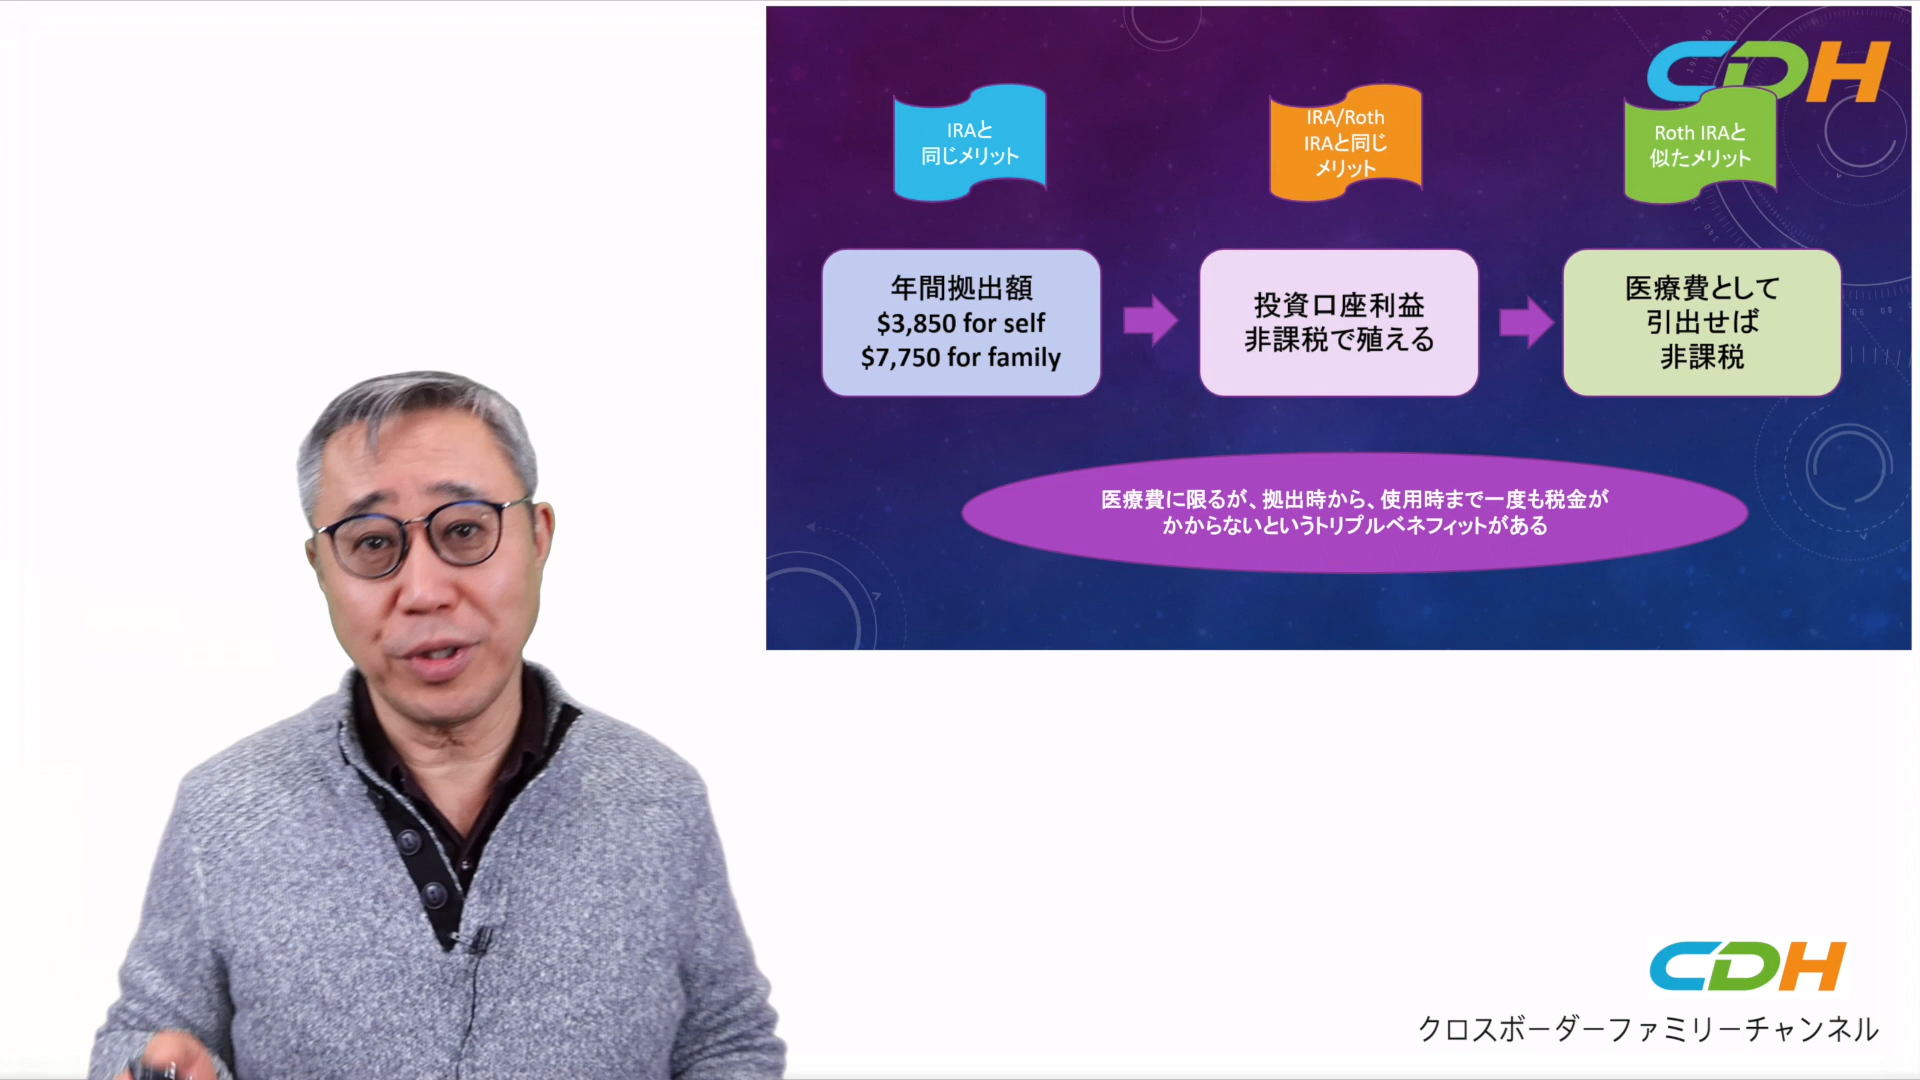 CDH
IRAと
同じメリット
IRA/Roth
IRAと同じ
メリット
Roth IRAと
似たメリット
年間拠出額
$3,850 for self
$7,750 for family
投資口座利益
非課税で殖える
医療費として
引出せば
非課税
医療費に限るが、拠出時から、使用時まで一度も税金が
かからないというトリプルベネフィットがある
CDH
クロスボーダーファミリーチャンネル